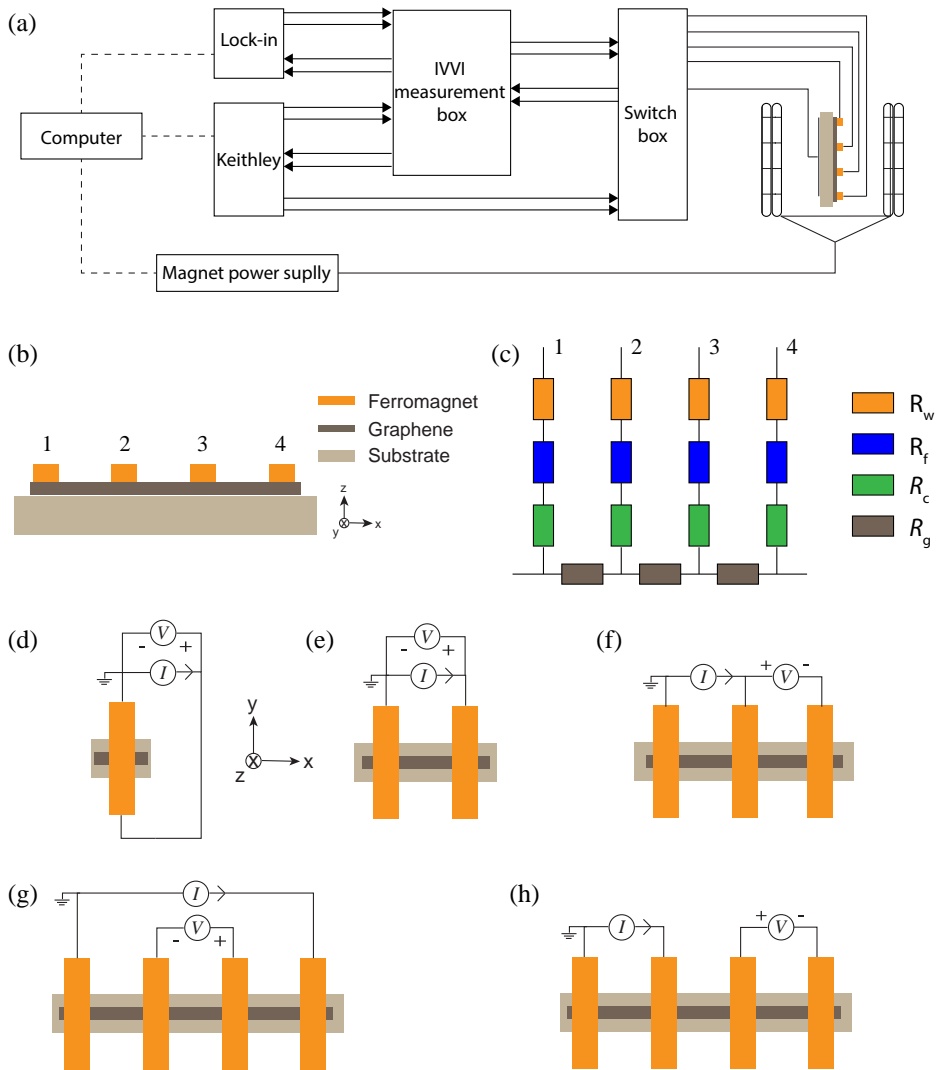 (a)
Lock-in
IVVI
measurement
box
Switch
box
Computer
Keithley
Magnet power suplly
(b)
1 2 3 4
Ferromagnet
Graphene
Substrate
z
y x
(c)
1 2 3 4
R_w
R_f
R_c
R_g
(d)
V
- +
I
y
z x
(e)
V
- +
I
(f)
I + V -
(g)
I
V
- +
(h)
I + V -